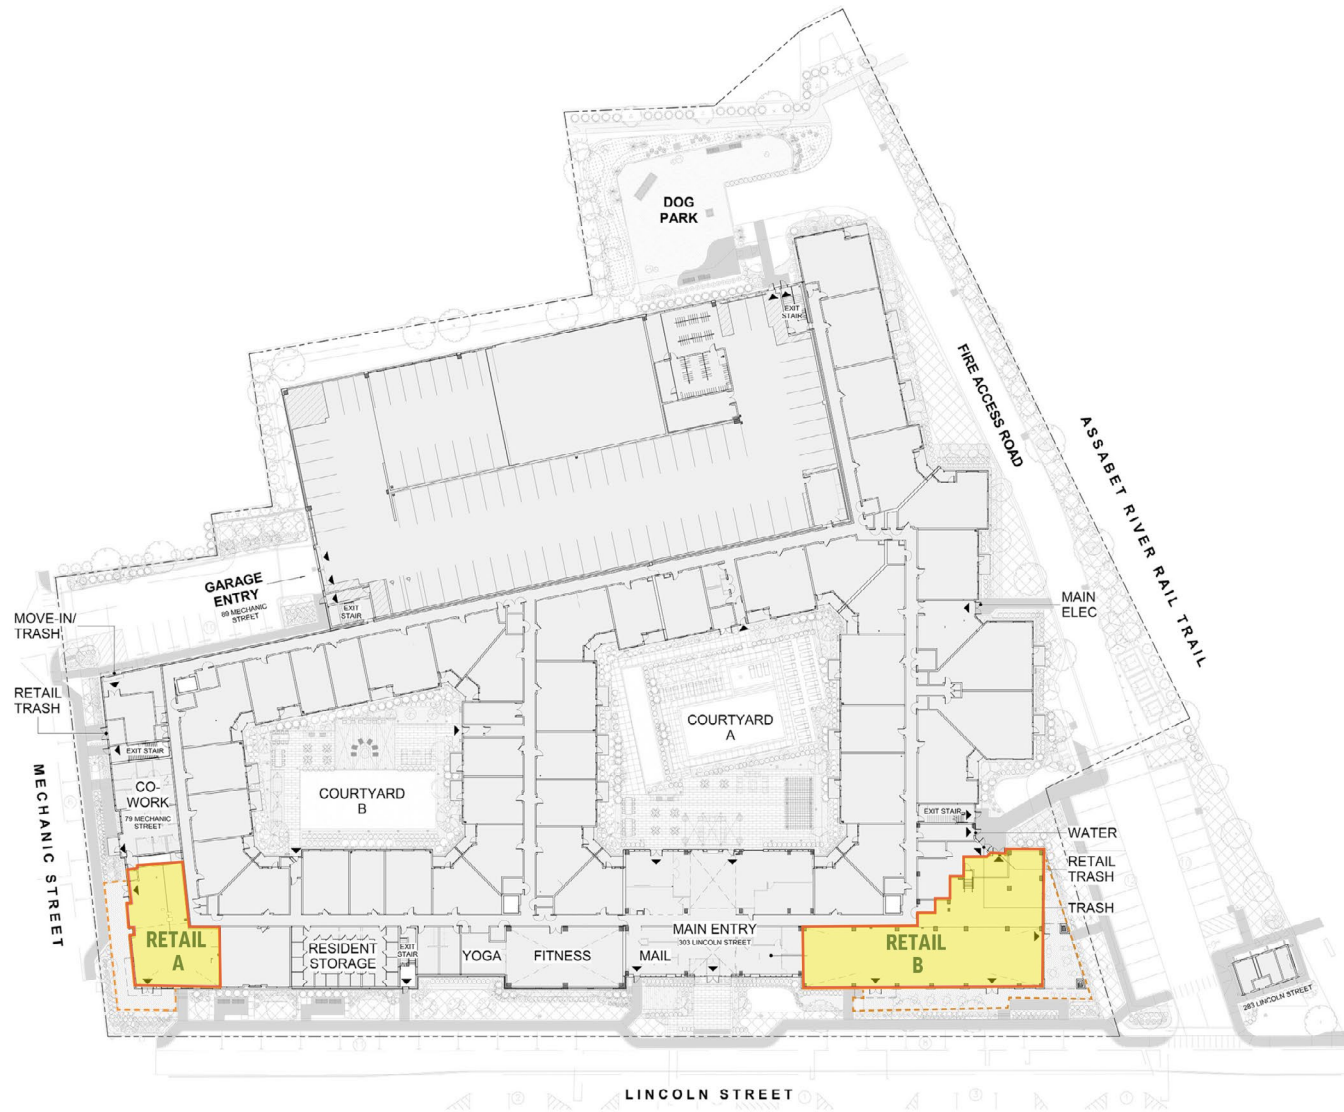 DOG
PARK
EXIT
STAIR
FIRE ACCESS ROAD
ASSABET RIVER RAIL TRAIL
GARAGE
ENTRY
89 MECHANIC
STREET
EXIT
STAIR
MOVE-IN/
TRASH
MAIN
ELEC
RETAIL
TRASH
EXIT STAIR
COURTYARD
A
MECHANIC STREET
CO-
WORK
79 MECHANIC
STREET
COURTYARD
B
EXIT STAIR
WATER
RETAIL
TRASH
TRASH
RETAIL
A
RESIDENT
STORAGE
EXIT
STAIR
YOGA
FITNESS
MAIL
MAIN ENTRY
303 LINCOLN STREET
RETAIL
B
283 LINCOLN STREET
LINCOLN STREET